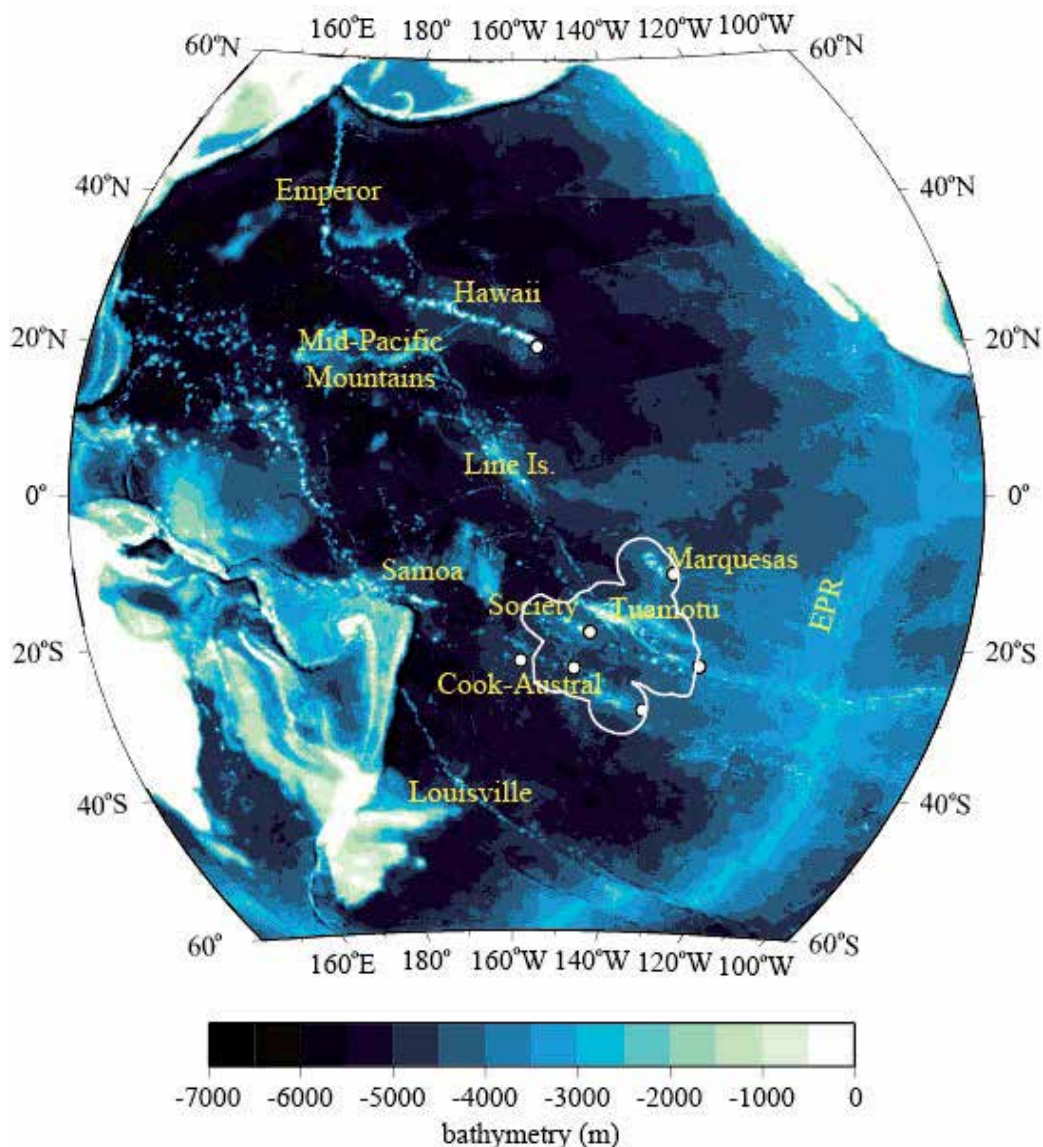 160°E 180° 160°W 140°W 120°W 100°W
60°N 60°N
40°N 40°N
Emperor
Hawaii
20°N 20°N
Mid-Pacific
Mountains
Line Is.
0° 0°
Marquesas
Samoa
Society Tuamotu
EPR
20°S 20°S
Cook-Austral
Louisville
40°S 40°S
60° 60°S
160°E 180° 160°W 140°W 120°W 100°W
-7000 -6000 -5000 -4000 -3000 -2000 -1000 0
bathymetry (m)